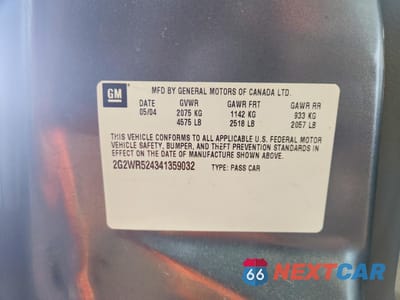 GM
MFD BY GENERAL MOTORS OF CANADA LTD.
DATE GVWR GAWR FRT GAWR RR
05/04 2075 KG 1142 KG 933 KG
4575 LB 2518 LB 2057 LB
THIS VEHICLE CONFORMS TO ALL APPLICABLE U.S. FEDERAL MOTOR
VEHICLE SAFETY, BUMPER, AND THEFT PREVENTION STANDARDS IN
EFFECT ON THE DATE OF MANUFACTURE SHOWN ABOVE.
2G2WR524341359032 TYPE: PASS CAR
66 NEXTCAR